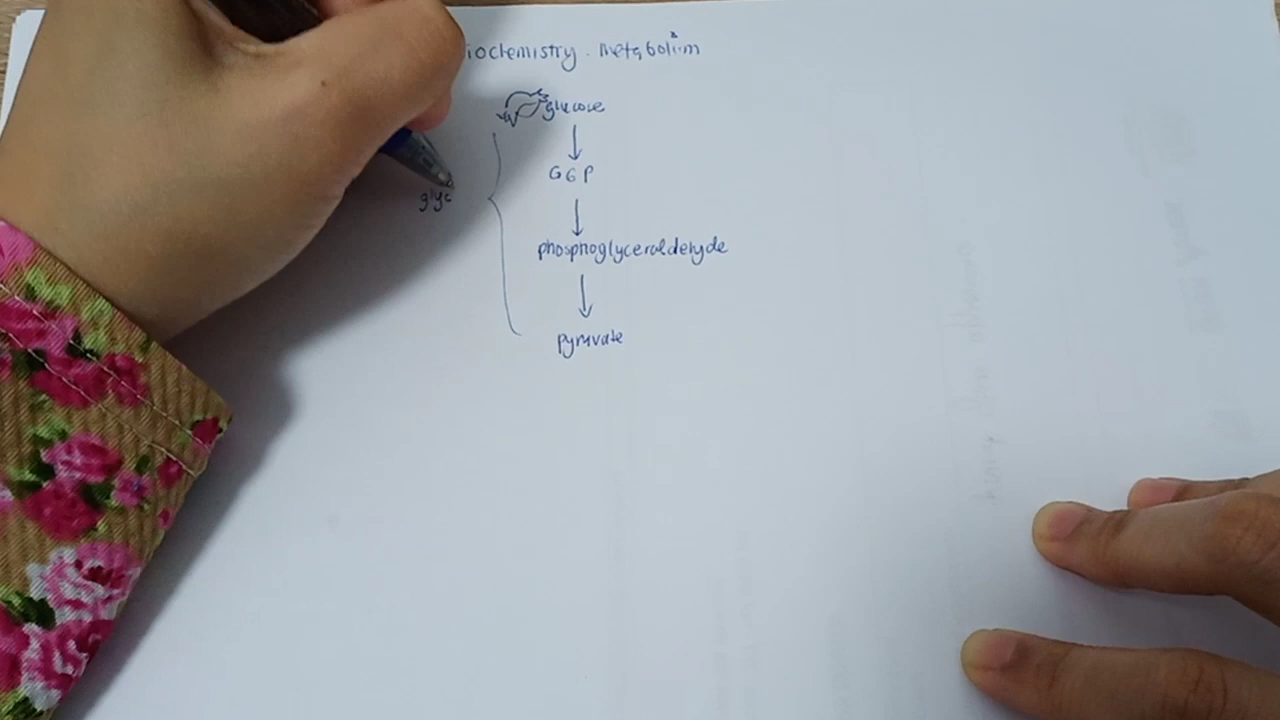 iochemistry. Metabolism
glucose
G6P
glyc
phosphoglyceraldehyde
pyruvate